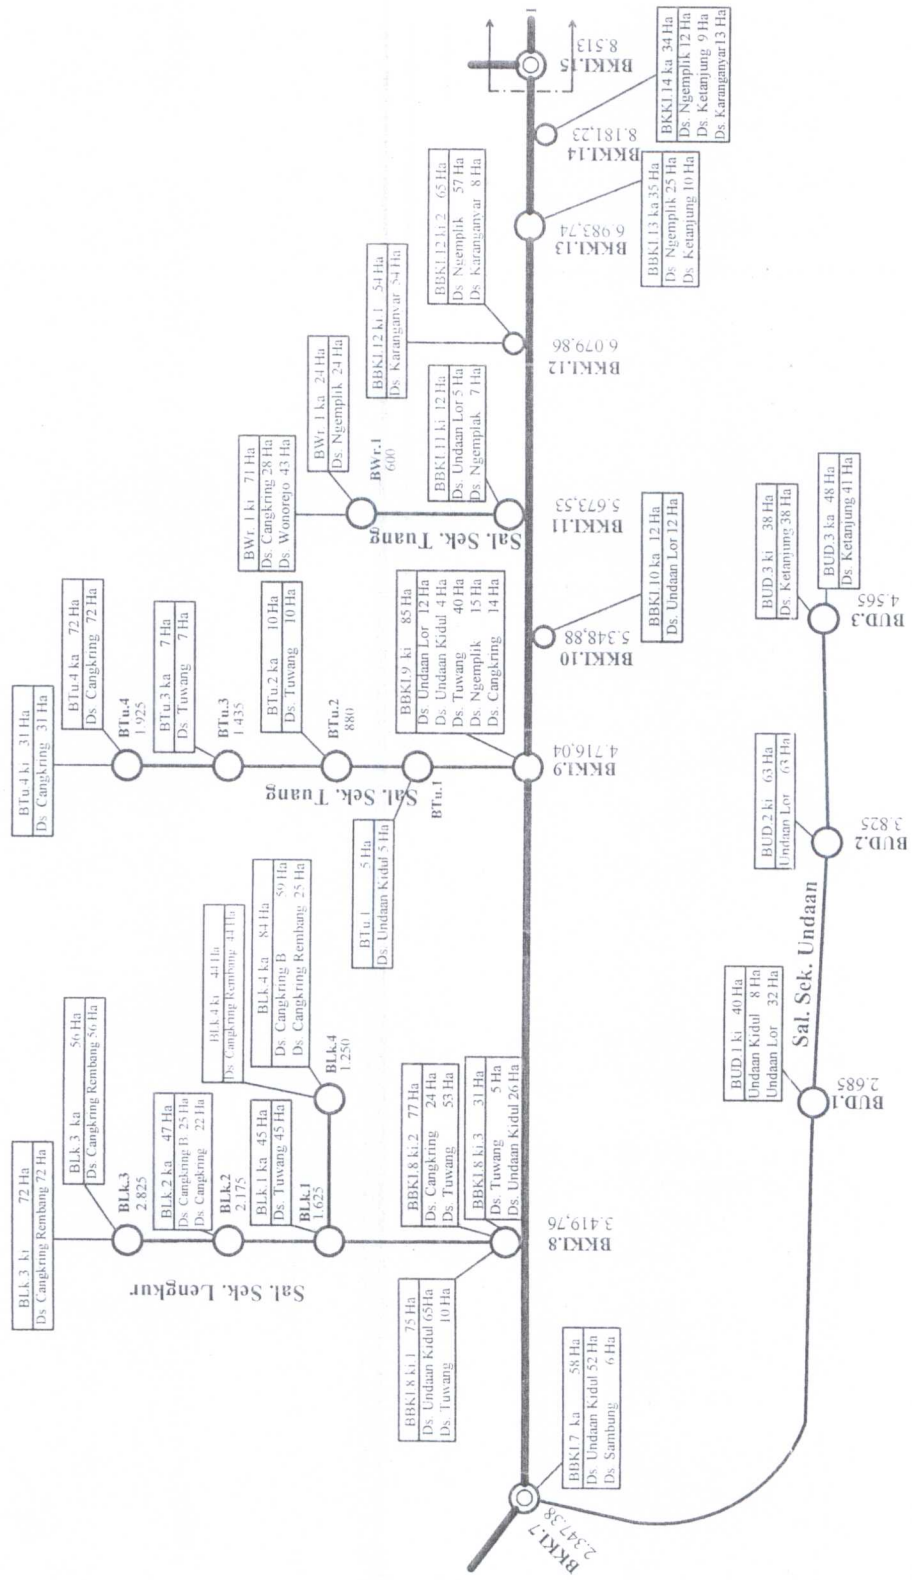 BLk.3 ki 72 Ha
Ds Cangkring Rembang 72 Ha
BLk.3 ka 56 Ha
Ds Cangkring Rembang 56 Ha
BLk.3
2.825
BLk.2 ka 47 Ha
Ds Cangkring B. 25 Ha
Ds Cangkring 22 Ha
BLk.2
2.175
BLk.1 ka 45 Ha
Ds. Tuwang 45 Ha
BLk.1
1.625
BLk.4 ki 44 Ha
Ds Cangkring Rembang 44 Ha
BLk.4 ka 84 Ha
Ds Cangkring B 59 Ha
Ds Cangkring Rembang 25 Ha
BLk.4
1.250
Sal. Sek. Lengkur
BBKI.8 ki.1 75 Ha
Ds. Undaan Kidul 65Ha
Ds. Tuwang 10 Ha
BBKI.8 ki.2 77 Ha
Ds. Cangkring 24 Ha
Ds. Tuwang 53 Ha
BBKI.8 ki.3 31 Ha
Ds. Tuwang 5 Ha
Ds. Undaan Kidul 26 Ha
BKKI.8
3.419,76
BKKI.7
2.347,38
BBKI.7 ka 58 Ha
Ds Undaan Kidul 52 Ha
Ds Sambung 6 Ha
BTu.4 ki 31 Ha
Ds. Cangkring 31 Ha
BTu.4 ka 72 Ha
Ds. Cangkring 72 Ha
BTu.4
1.925
BTu.3 ka 7 Ha
Ds Tuwang 7 Ha
BTu.3
1.435
BTu.2 ka 10 Ha
Ds. Tuwang 10 Ha
BTu.2
880
Sal. Sek. Tuang
BTu.1
BTu.1 5 Ha
Ds. Undaan Kidul 5 Ha
BBKI.9 ki 85 Ha
Ds Undaan Lor 12 Ha
Ds. Undaan Kidul 4 Ha
Ds. Tuwang 40 Ha
Ds. Ngemplik 15 Ha
Ds. Cangkring 14 Ha
BKKI.9
4.716,04
BKKI.10
5.348,88
BBKI.10 ka 12 Ha
Ds. Undaan Lor 12 Ha
BWr.1 ki 71 Ha
Ds. Cangkring 28 Ha
Ds. Wonorejo 43 Ha
BWr.1 ka 24 Ha
Ds. Ngemplik 24 Ha
BWr.1
600
Sal. Sek. Tuang
BBKI.11 ki 12 Ha
Ds. Undaan Lor 5 Ha
Ds. Ngemplak 7 Ha
BKKI.11
5.673,53
BBKI.12 ki 1 54 Ha
Ds Karanganyar 54 Ha
BBKI.12 ki 2 65 Ha
Ds Ngemplik 57 Ha
Ds Karanganyar 8 Ha
BKKI.12
6.079,86
BKKI.13
6.983,74
BBKI.13 ka 35 Ha
Ds Ngemplik 25 Ha
Ds Ketanjung 10 Ha
BKKI.14
8.181,23
BKKI.14 ka 34 Ha
Ds. Ngemplik 12 Ha
Ds. Ketanjung 9 Ha
Ds. Karanganyar 13 Ha
BKKI.15
8.513
Sal. Sek. Undaan
BUD.1 ki 40 Ha
Undaan Kidul 8 Ha
Undaan Lor 32 Ha
BUD.1
2.685
BUD.2 ki 63 Ha
Undaan Lor 63 Ha
BUD.2
3.825
BUD.3 ki 38 Ha
Ds. Ketanjung 38 Ha
BUD.3 ka 48 Ha
Ds. Ketanjung 41 Ha
BUD.3
4.565